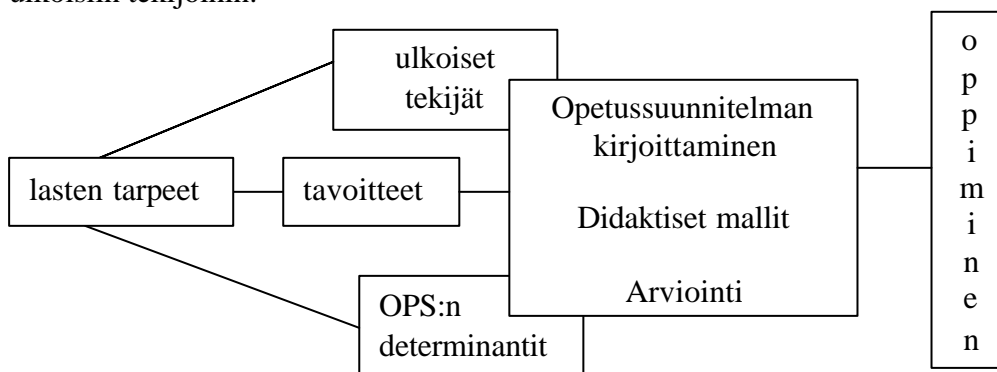 ulkoisiin tekijöihin.
ulkoiset
tekijät
lasten tarpeet
tavoitteet
OPS:n
determinantit
Opetussuunnitelman
kirjoittaminen
Didaktiset mallit
Arviointi
o
p
p
i
m
i
n
e
n